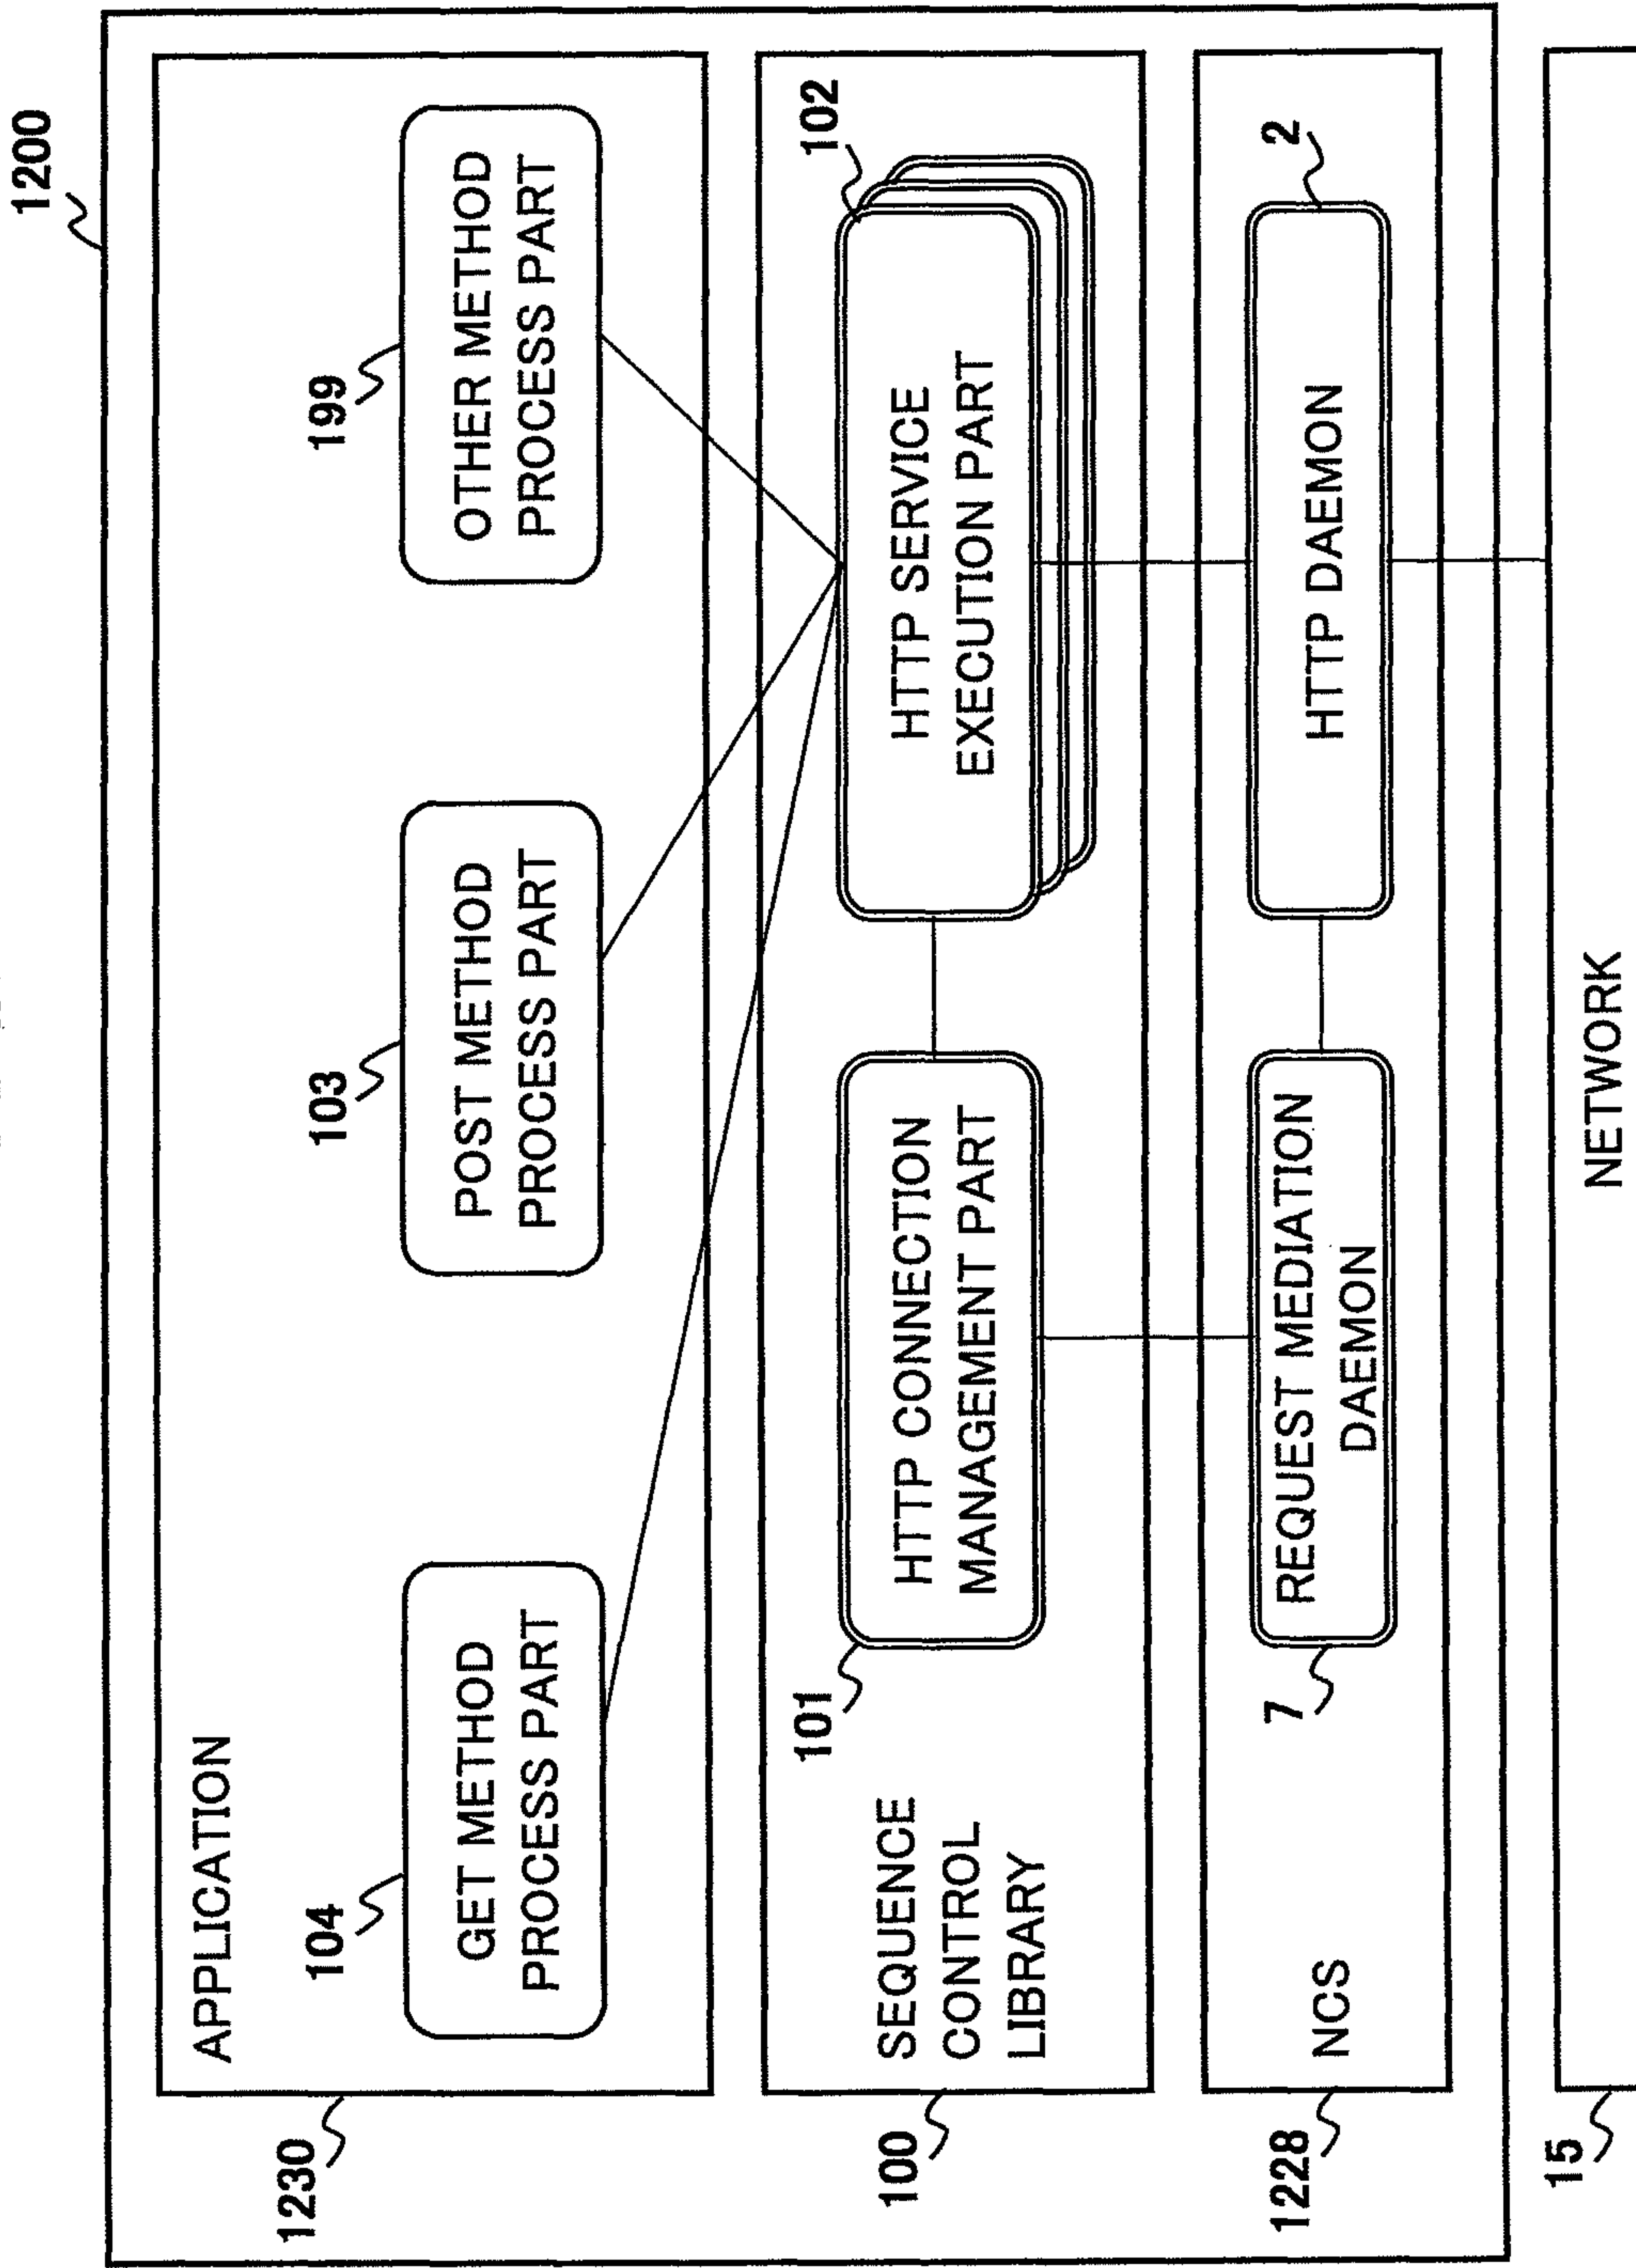 1200
1230
APPLICATION
104
GET METHOD
PROCESS PART
103
POST METHOD
PROCESS PART
199
OTHER METHOD
PROCESS PART
100
SEQUENCE
CONTROL
LIBRARY
101
HTTP CONNECTION
MANAGEMENT PART
102
HTTP SERVICE
EXECUTION PART
1228
NCS
7
REQUEST MEDIATION
DAEMON
2
HTTP DAEMON
15
NETWORK